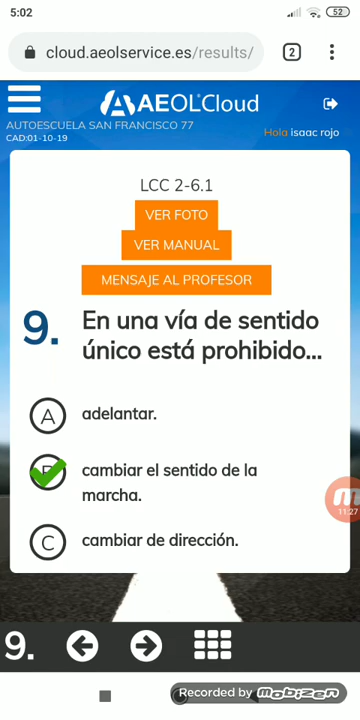 5:02
52
cloud.aeolservice.es/results/
2
AEOL®Cloud
AUTOESCUELA SAN FRANCISCO 77
CAD:01-10-19
Hola isaac rojo
LCC 2-6.1
VER FOTO
VER MANUAL
MENSAJE AL PROFESOR
9. En una vía de sentido
único está prohibido...
A adelantar.
cambiar el sentido de la
marcha.
C cambiar de dirección.
11:27
9.
Recorded by mobizen